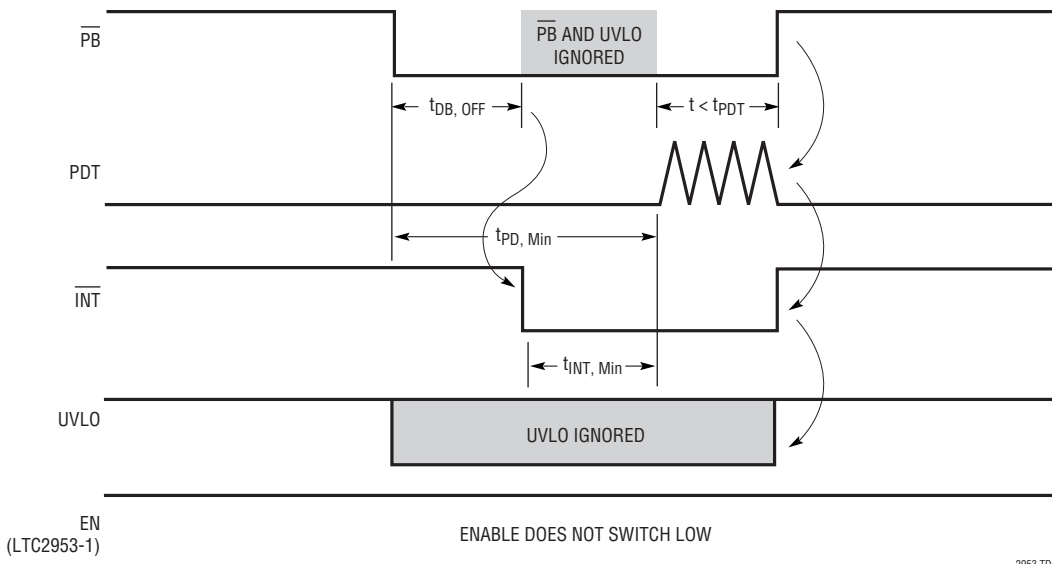 PB
PB AND UVLO
IGNORED
tDB, OFF
t < tPDT
PDT
tPD, Min
INT
tINT, Min
UVLO
UVLO IGNORED
EN
(LTC2953-1)
ENABLE DOES NOT SWITCH LOW